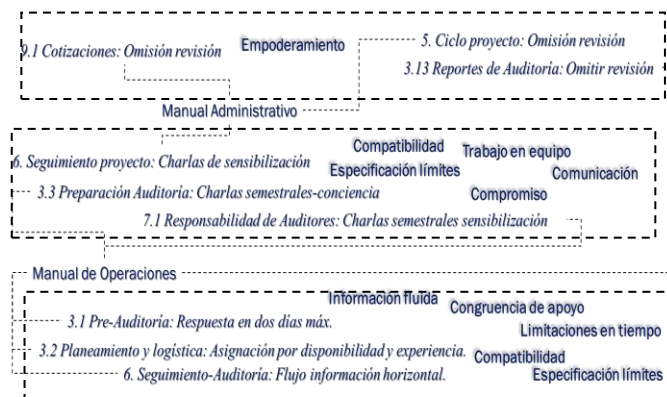 9.1 Cotizaciones: Omisión revisión
Empoderamiento
5. Ciclo proyecto: Omisión revisión
3.13 Reportes de Auditoría: Omitir revisión
Manual Administrativo
6. Seguimiento proyecto: Charlas de sensibilización
Compatibilidad
Trabajo en equipo
Especificación límites
Comunicación
3.3 Preparación Auditoría: Charlas semestrales-conciencia
Compromiso
7.1 Responsabilidad de Auditores: Charlas semestrales sensibilización
Manual de Operaciones
Información fluida
Congruencia de apoyo
3.1 Pre-Auditoría: Respuesta en dos días máx.
Limitaciones en tiempo
3.2 Planeamiento y logística: Asignación por disponibilidad y experiencia.
Compatibilidad
6. Seguimiento-Auditoría: Flujo información horizontal.
Especificación límites